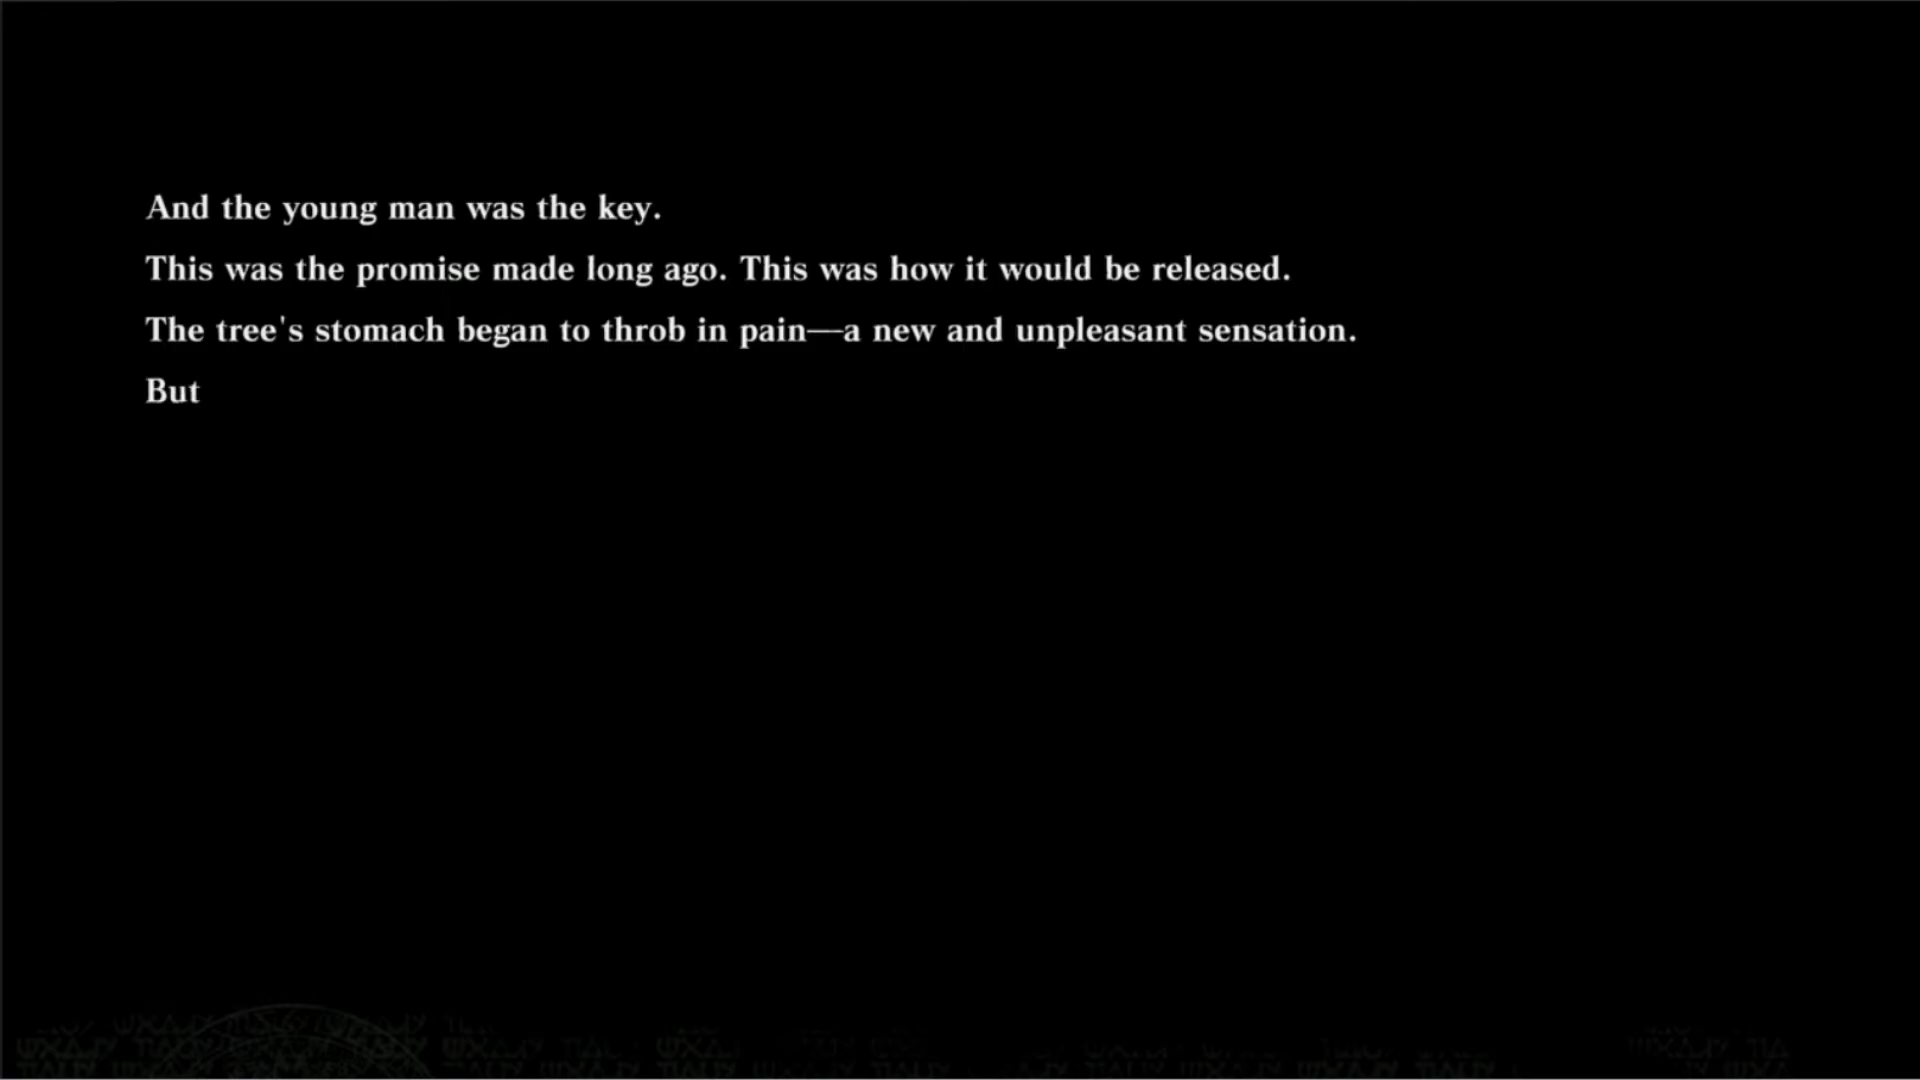 And the young man was the key.
This was the promise made long ago. This was how it would be released.
The tree's stomach began to throb in pain—a new and unpleasant sensation.
But